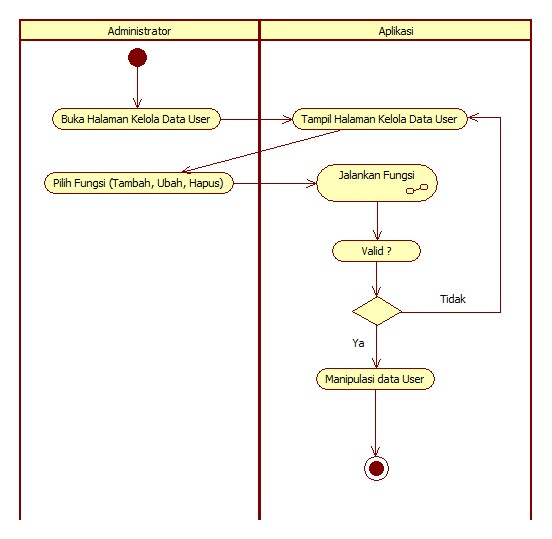 Administrator
Aplikasi
Buka Halaman Kelola Data User
Tampil Halaman Kelola Data User
Pilih Fungsi (Tambah, Ubah, Hapus)
Jalankan Fungsi
Valid ?
Tidak
Ya
Manipulasi data User